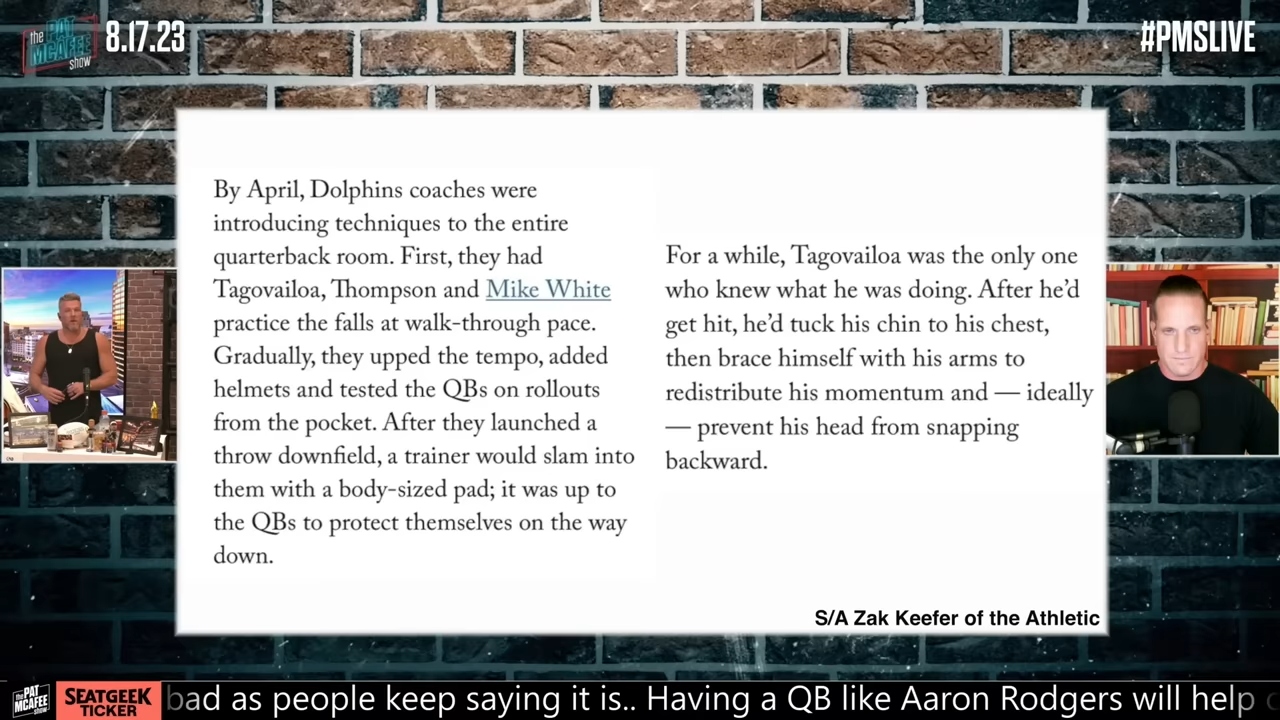 the PAT MCAFEE show
8.17.23
#PMSLIVE
By April, Dolphins coaches were
introducing techniques to the entire
quarterback room. First, they had
Tagovailoa, Thompson and Mike White
practice the falls at walk-through pace.
Gradually, they upped the tempo, added
helmets and tested the QBs on rollouts
from the pocket. After they launched a
throw downfield, a trainer would slam into
them with a body-sized pad; it was up to
the QBs to protect themselves on the way
down.
For a while, Tagovailoa was the only one
who knew what he was doing. After he’d
get hit, he’d tuck his chin to his chest,
then brace himself with his arms to
redistribute his momentum and — ideally
— prevent his head from snapping
backward.
S/A Zak Keefer of the Athletic
the PAT MCAFEE show
SEATGEEK
TICKER
bad as people keep saying it is.. Having a QB like Aaron Rodgers will help